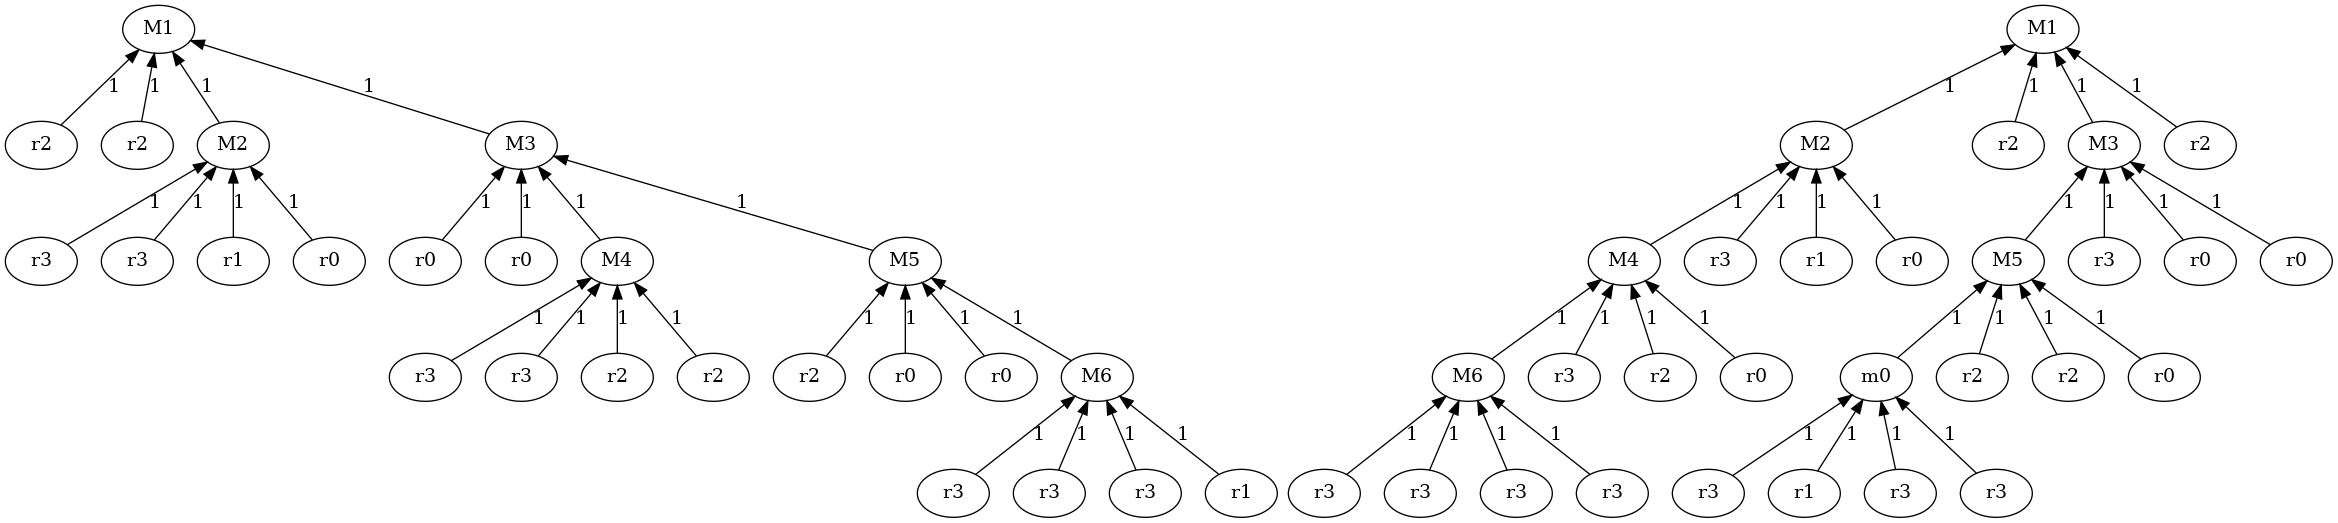 M1 M1
1 1 1 1 1 1 1 1
r2 r2 M2 M3 M2 r2 M3 r2
1 1 1 1 1 1 1 1 1 1 1 1 1 1 1 1
r3 r3 r1 r0 r0 r0 M4 M5 M4 r3 r1 r0 M5 r3 r0 r0
1 1 1 1 1 1 1 1 1 1 1 1 1 1 1 1
r3 r3 r2 r2 r2 r0 r0 M6 M6 r3 r2 r0 m0 r2 r2 r0
1 1 1 1 1 1 1 1 1 1 1 1
r3 r3 r3 r1 r3 r3 r3 r3 r3 r1 r3 r3